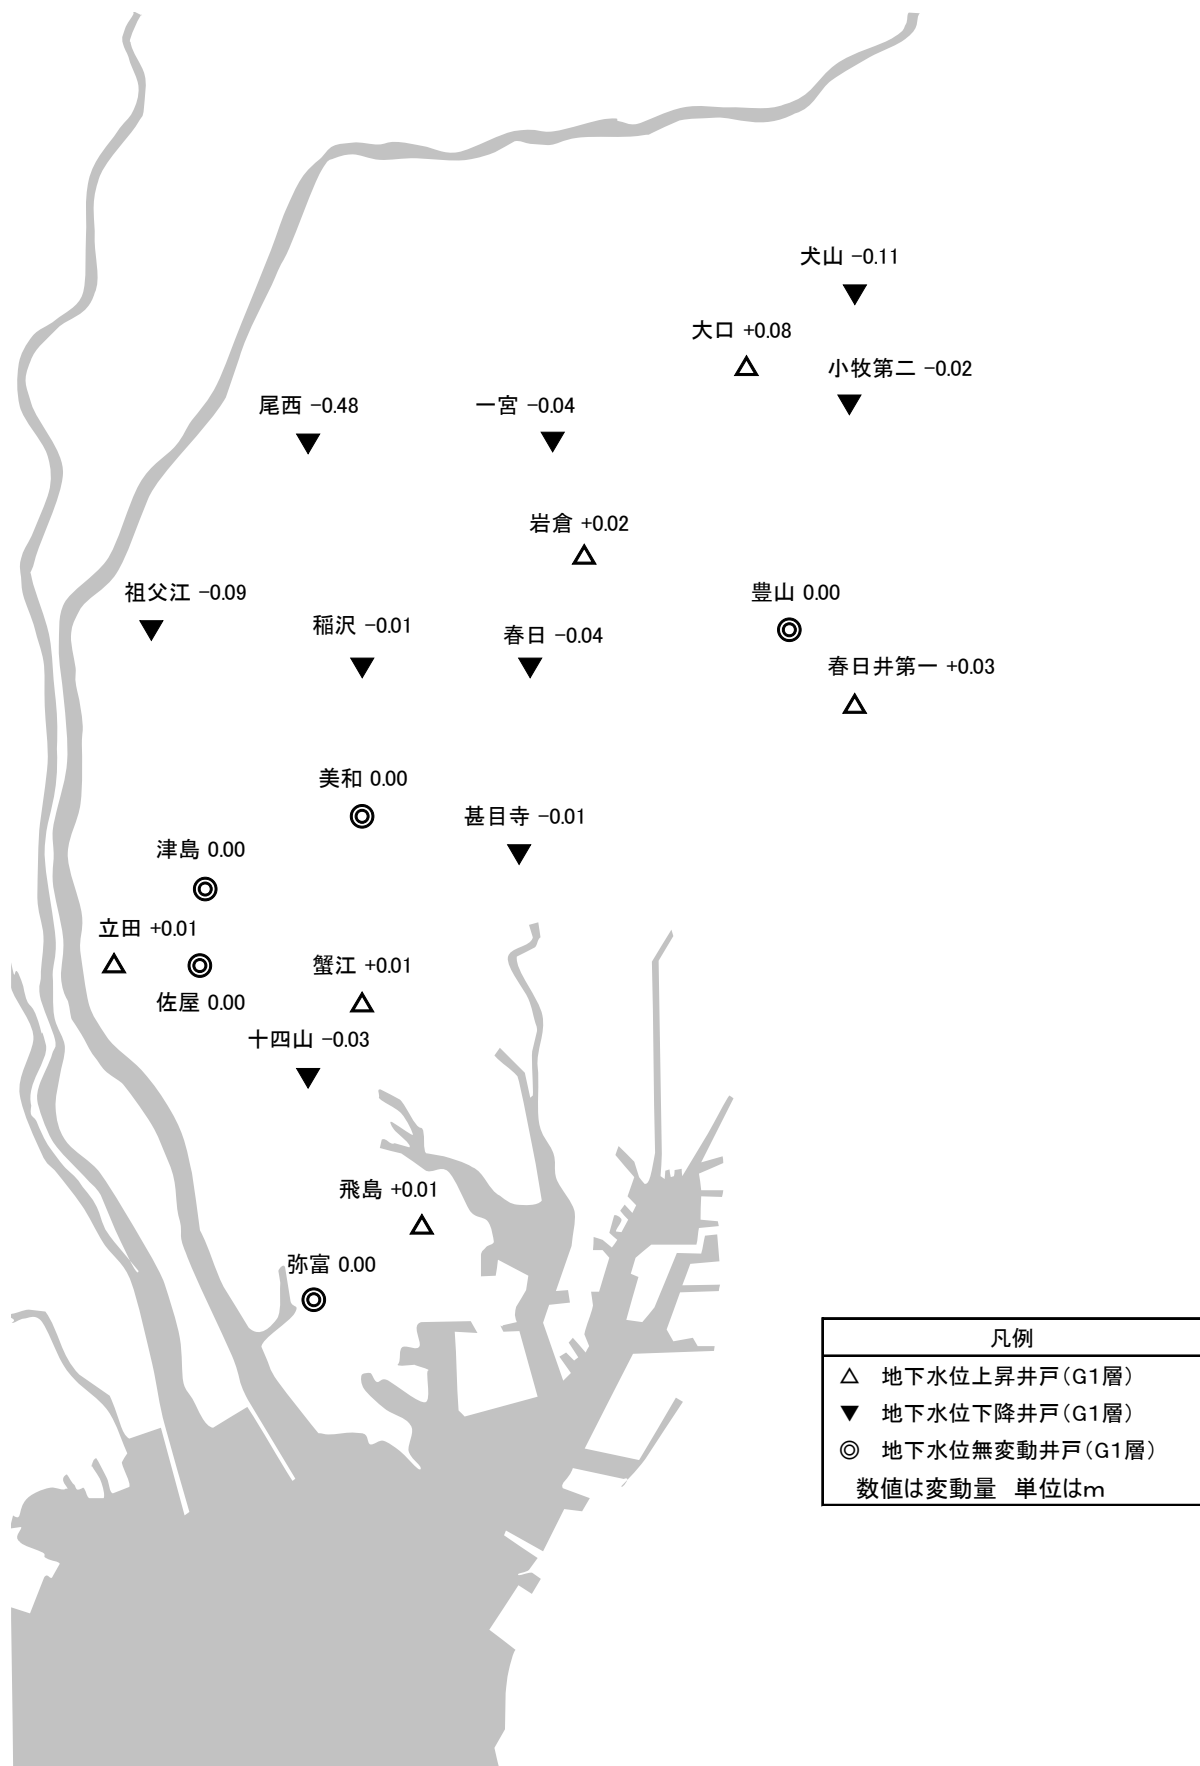 犬山 −0.11
大口 +0.08
小牧第二 −0.02
尾西 −0.48
一宮 −0.04
岩倉 +0.02
祖父江 −0.09
豊山 0.00
稲沢 −0.01
春日 −0.04
春日井第一 +0.03
美和 0.00
甚目寺 −0.01
津島 0.00
立田 +0.01
蟹江 +0.01
佐屋 0.00
十四山 −0.03
飛島 +0.01
弥富 0.00
凡例
△ 地下水位上昇井戸(G1層)
▼ 地下水位下降井戸(G1層)
◎ 地下水位無変動井戸(G1層)
数値は変動量 単位はm